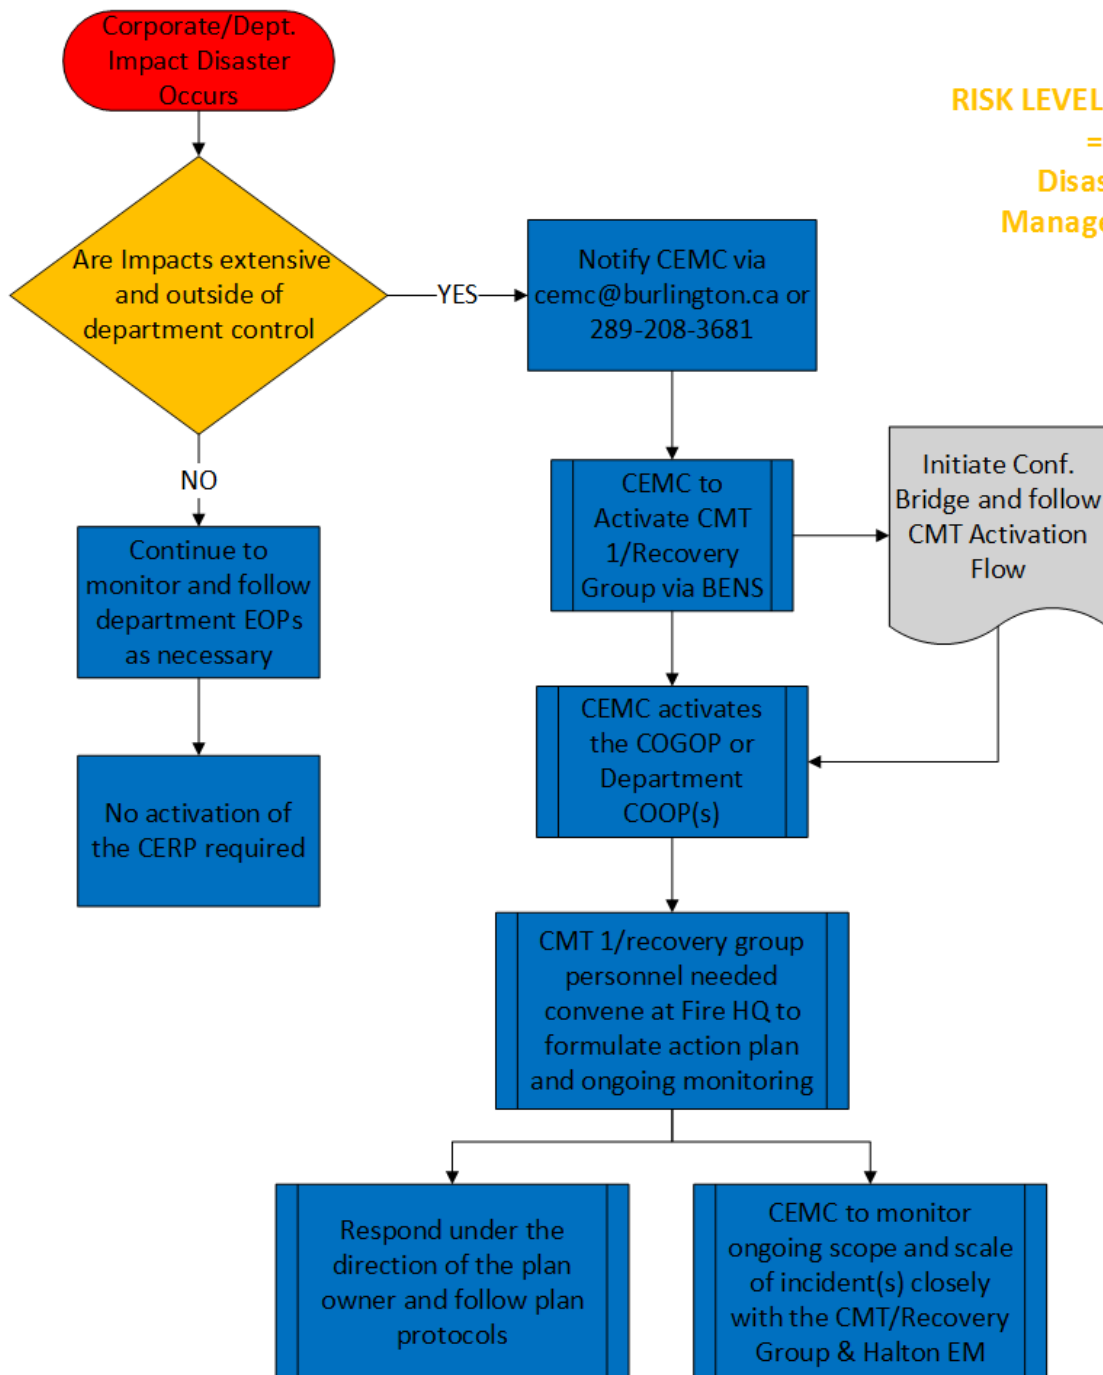 Corporate/Dept.
Impact Disaster
Occurs
RISK LEVEL
=
Disas
Manage
Are Impacts extensive
and outside of
department control
YES
Notify CEMC via
cemc@burlington.ca or
289-208-3681
NO
CEMC to
Activate CMT
1/Recovery
Group via BENS
Initiate Conf.
Bridge and follow
CMT Activation
Flow
Continue to
monitor and follow
department EOPs
as necessary
CEMC activates
the COGOP or
Department
COOP(s)
No activation of
the CERP required
CMT 1/recovery group
personnel needed
convene at Fire HQ to
formulate action plan
and ongoing monitoring
Respond under the
direction of the plan
owner and follow plan
protocols
CEMC to monitor
ongoing scope and scale
of incident(s) closely
with the CMT/Recovery
Group & Halton EM